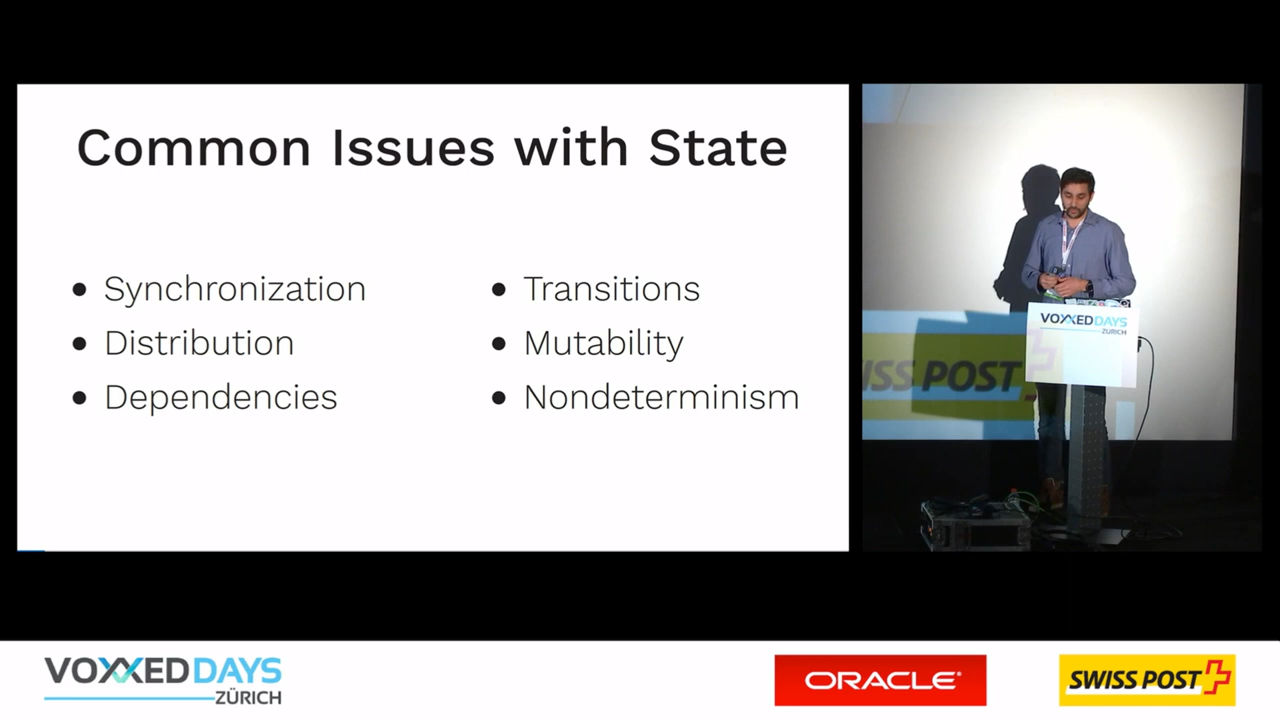 Common Issues with State
Synchronization
Distribution
Dependencies
Transitions
Mutability
Nondeterminism
VOXXED DAYS
ZÜRICH
ISS POST
VOXXED DAYS
ZÜRICH
ORACLE
SWISS POST